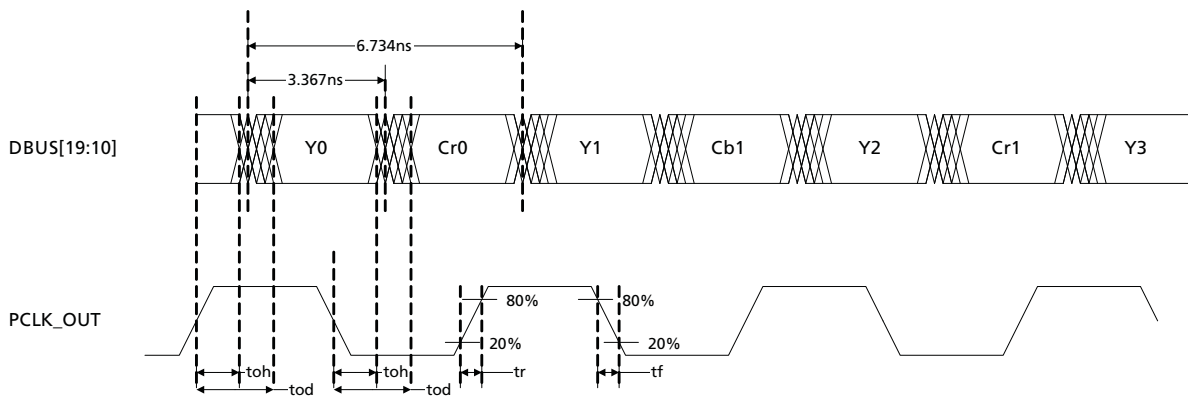 6.734ns
3.367ns
DBUS[19:10] Y0 Cr0 Y1 Cb1 Y2 Cr1 Y3
80% 80%
PCLK_OUT
20% 20%
toh toh tr tf
tod tod